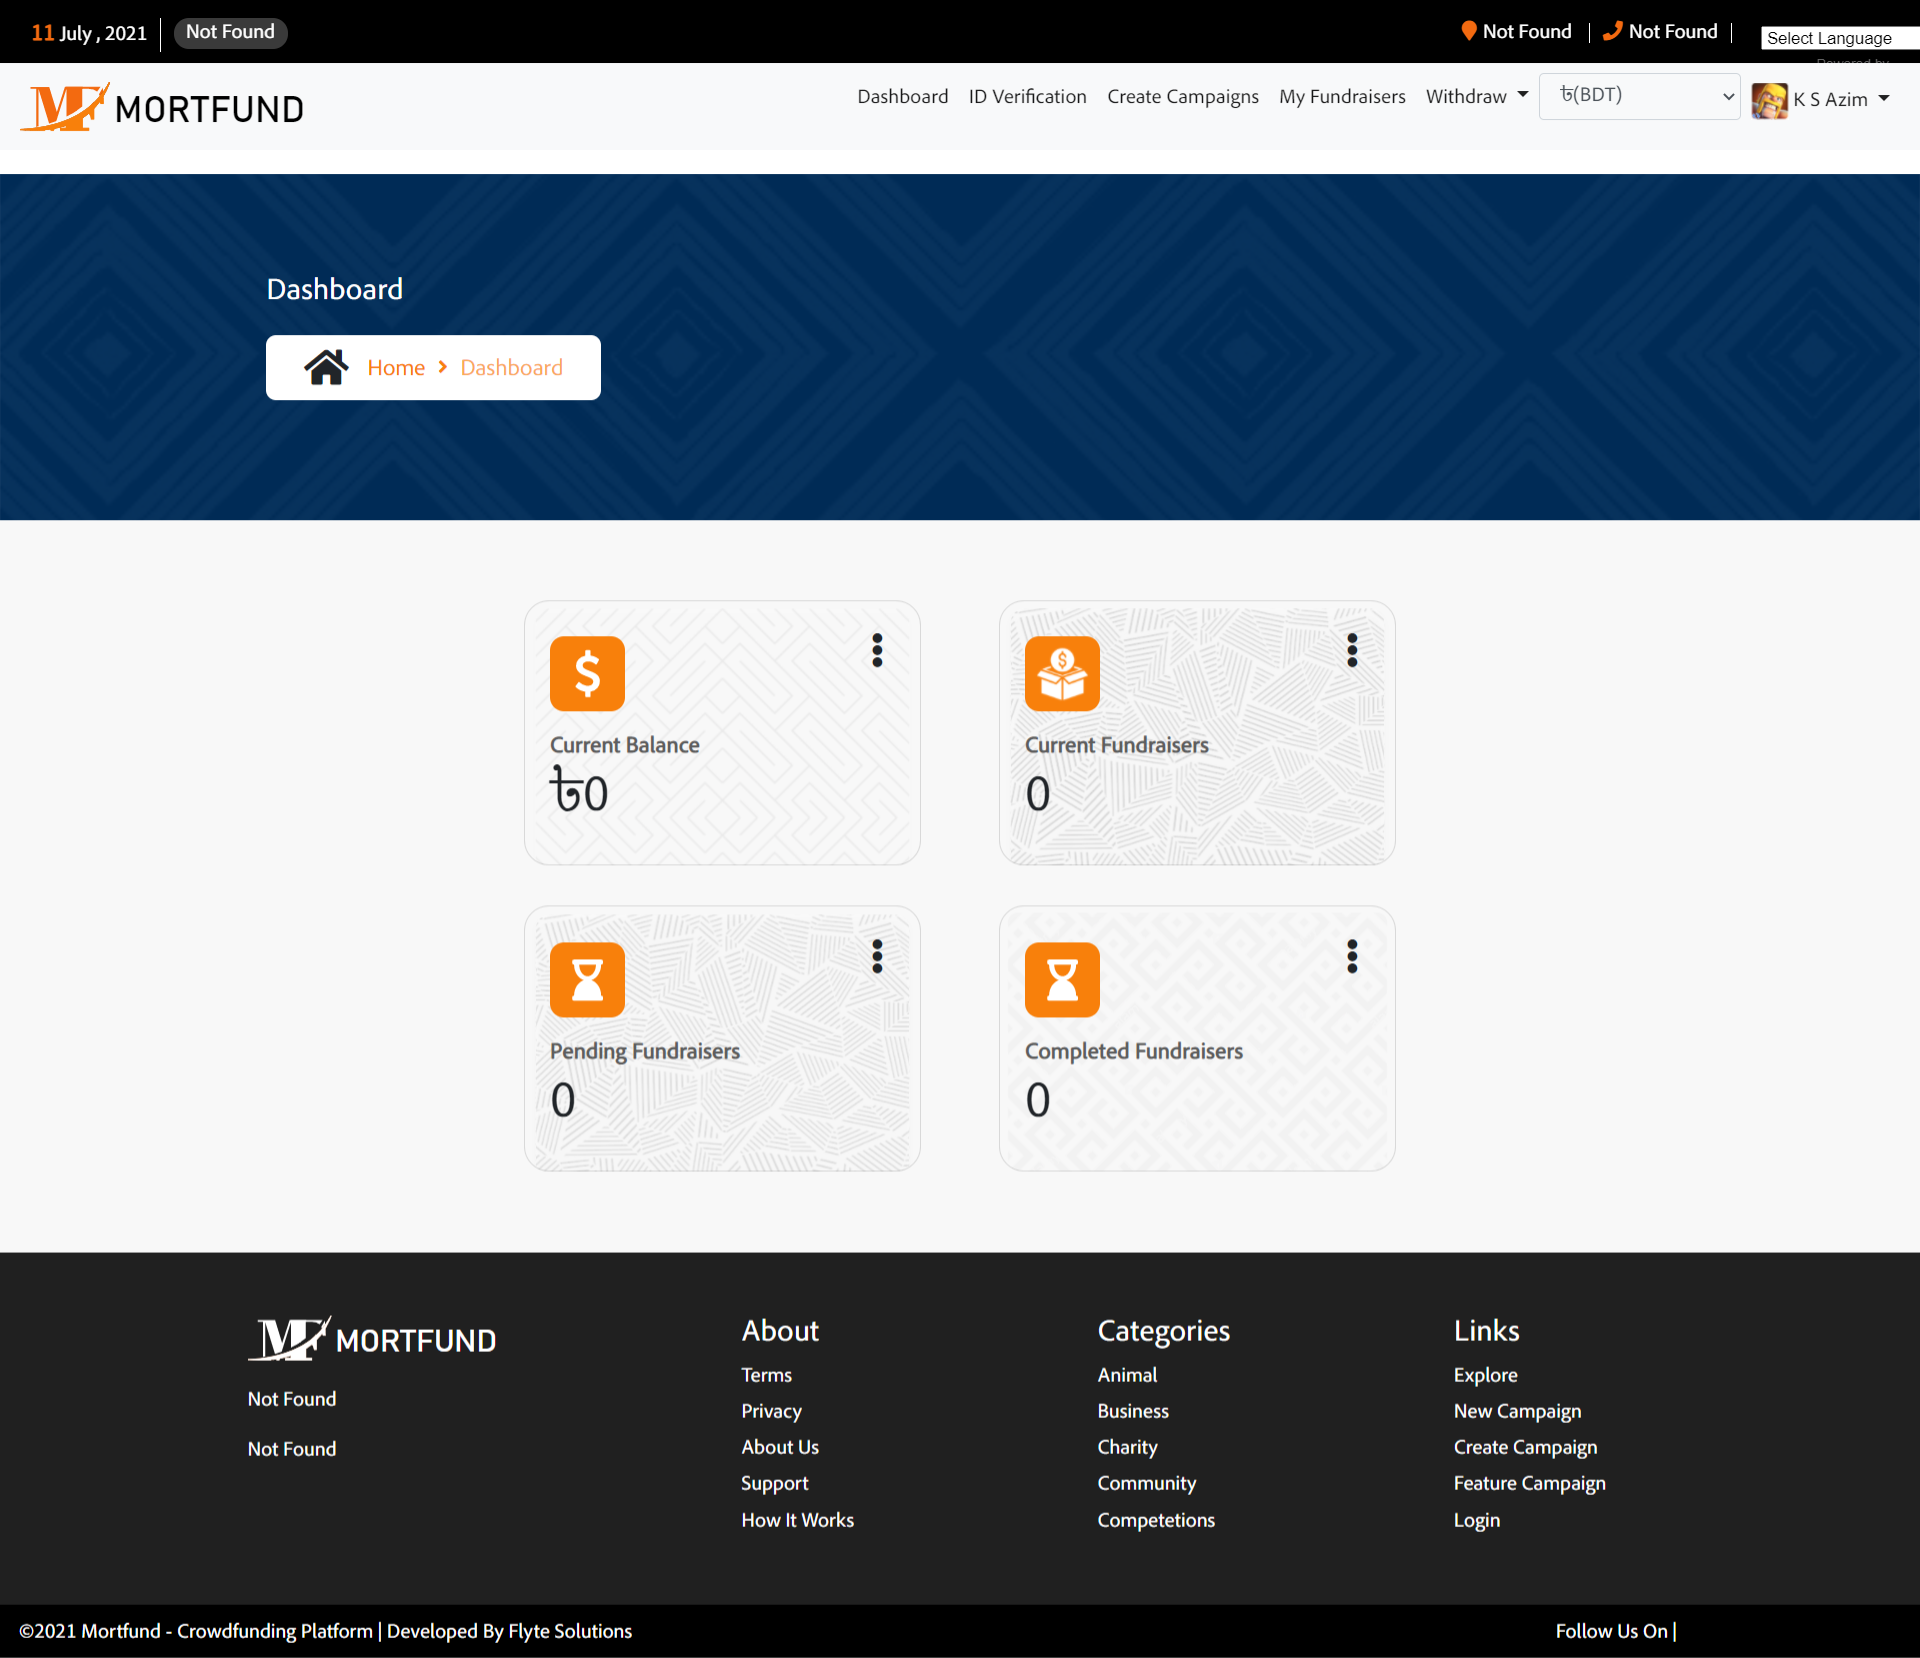 11 July , 2021
Not Found
Not Found
Not Found
Select Language
Powered by
MF MORTFUND
Dashboard
ID Verification
Create Campaigns
My Fundraisers
Withdraw
৳(BDT)
K S Azim
Dashboard
Home
Dashboard
$
Current Balance
৳0
$
Current Fundraisers
0
Pending Fundraisers
0
Completed Fundraisers
0
MF MORTFUND
Not Found
Not Found
About
Terms
Privacy
About Us
Support
How It Works
Categories
Animal
Business
Charity
Community
Competetions
Links
Explore
New Campaign
Create Campaign
Feature Campaign
Login
©2021 Mortfund - Crowdfunding Platform | Developed By Flyte Solutions
Follow Us On |